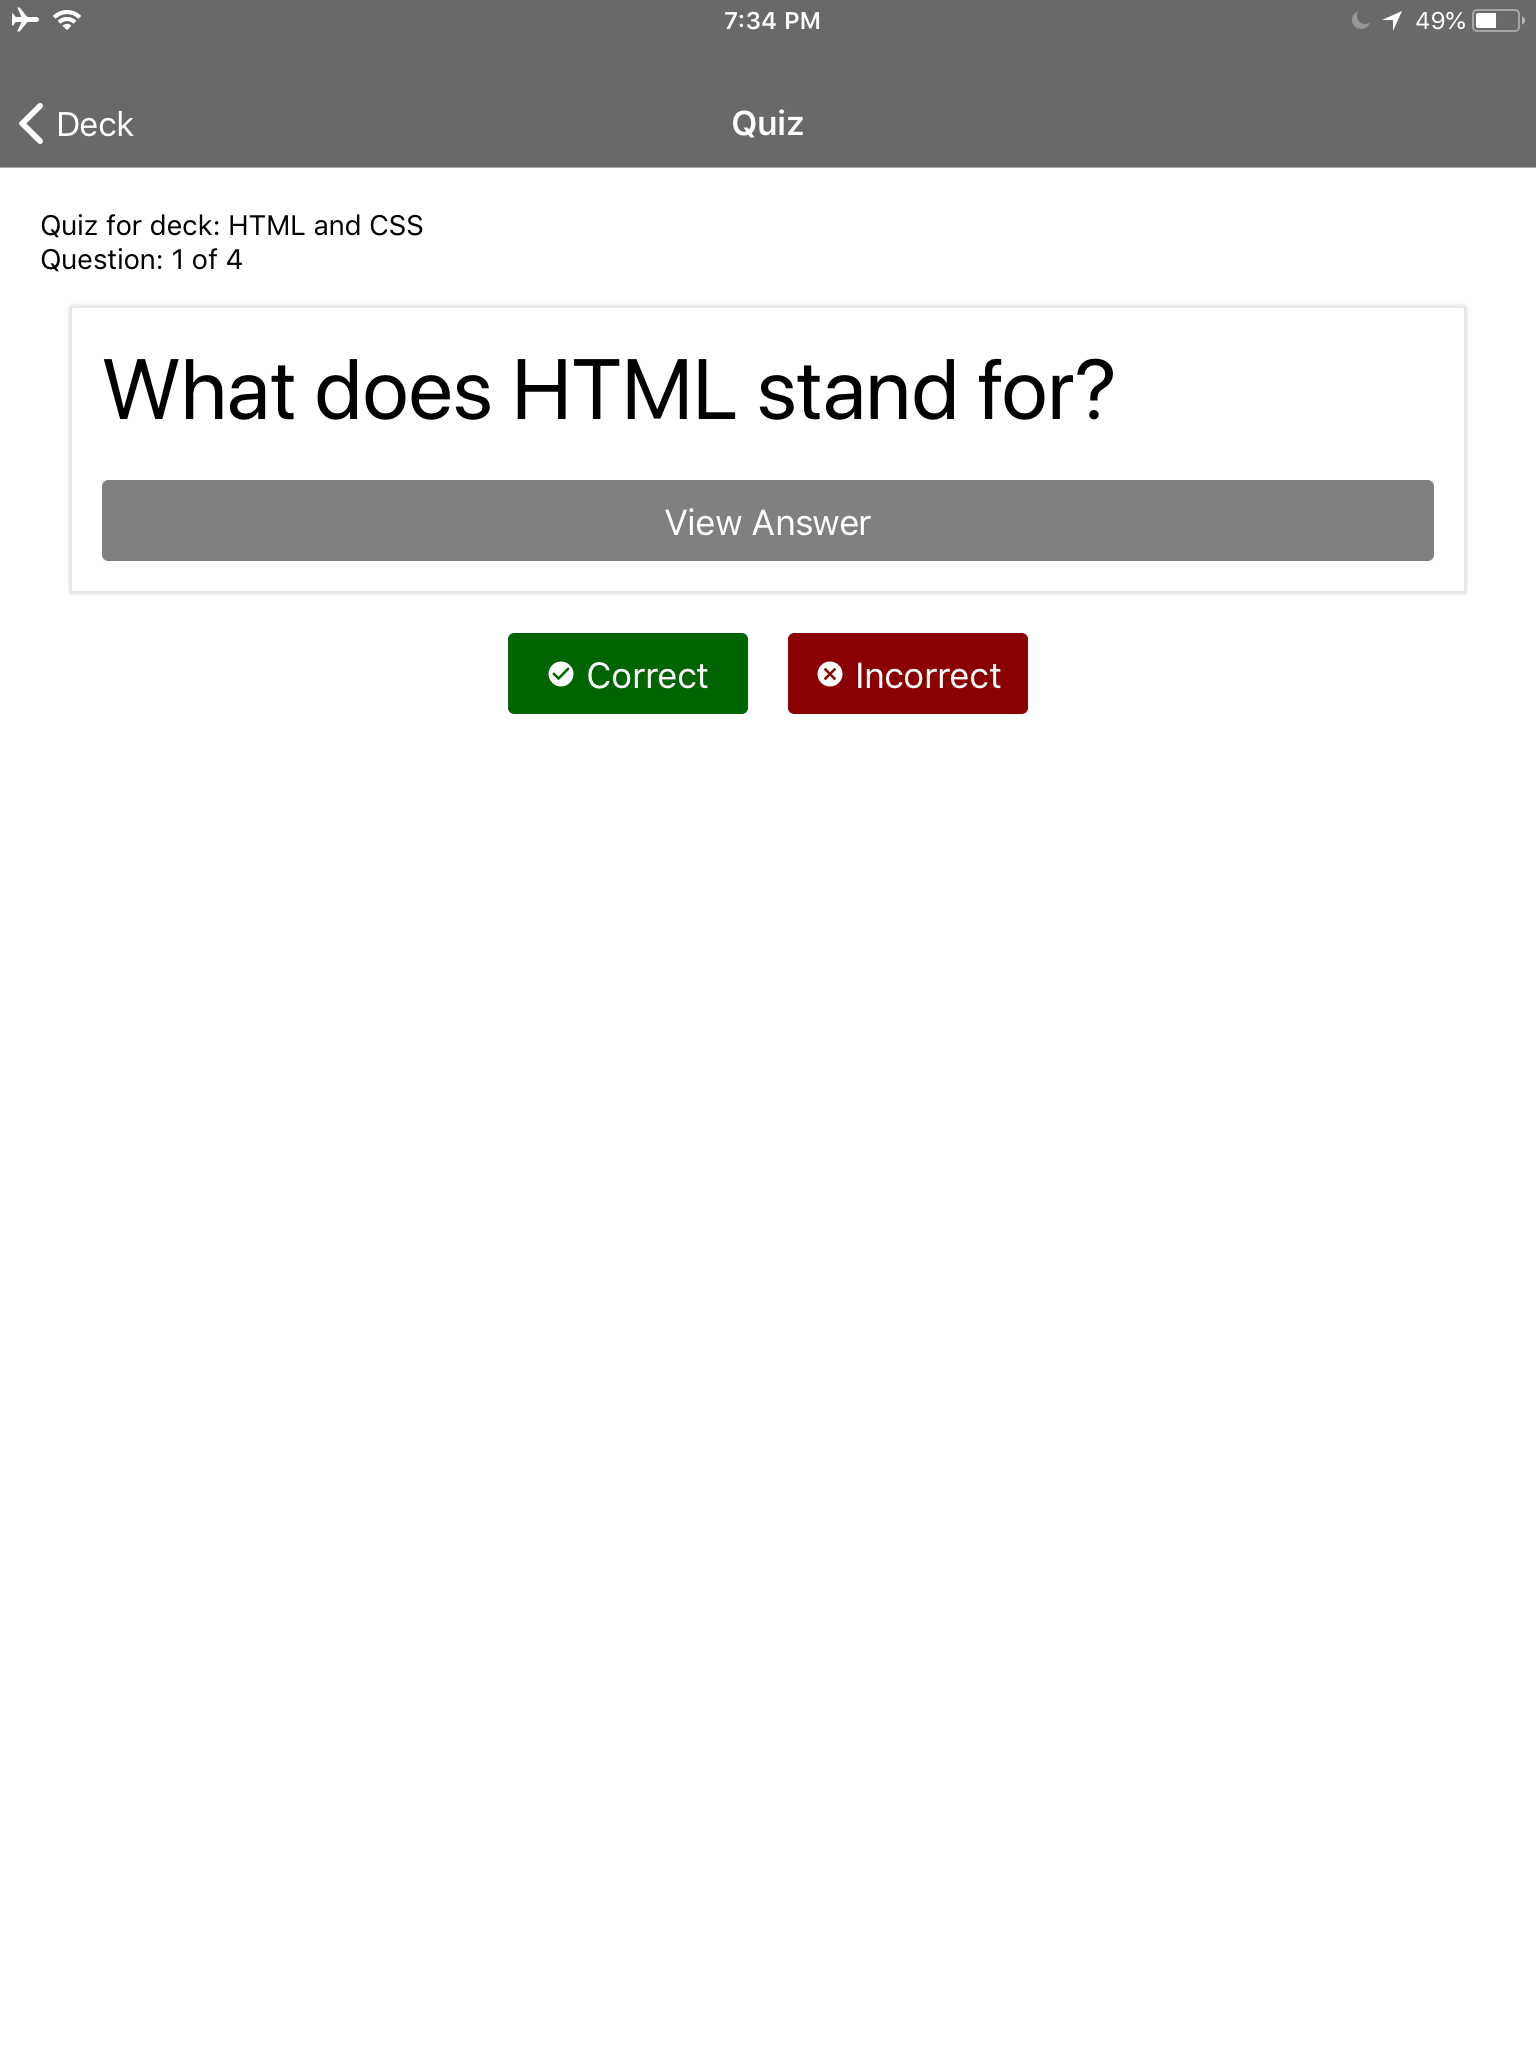 7:34 PM
49%
Deck
Quiz
Quiz for deck: HTML and CSS
Question: 1 of 4
What does HTML stand for?
View Answer
Correct
Incorrect